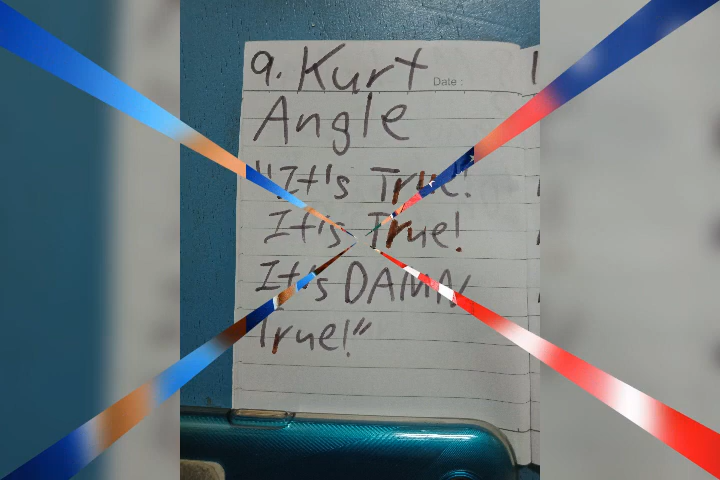 9. Kurt
Date :
Angle
"It's True!
It's True!
It's DAMN
True!"